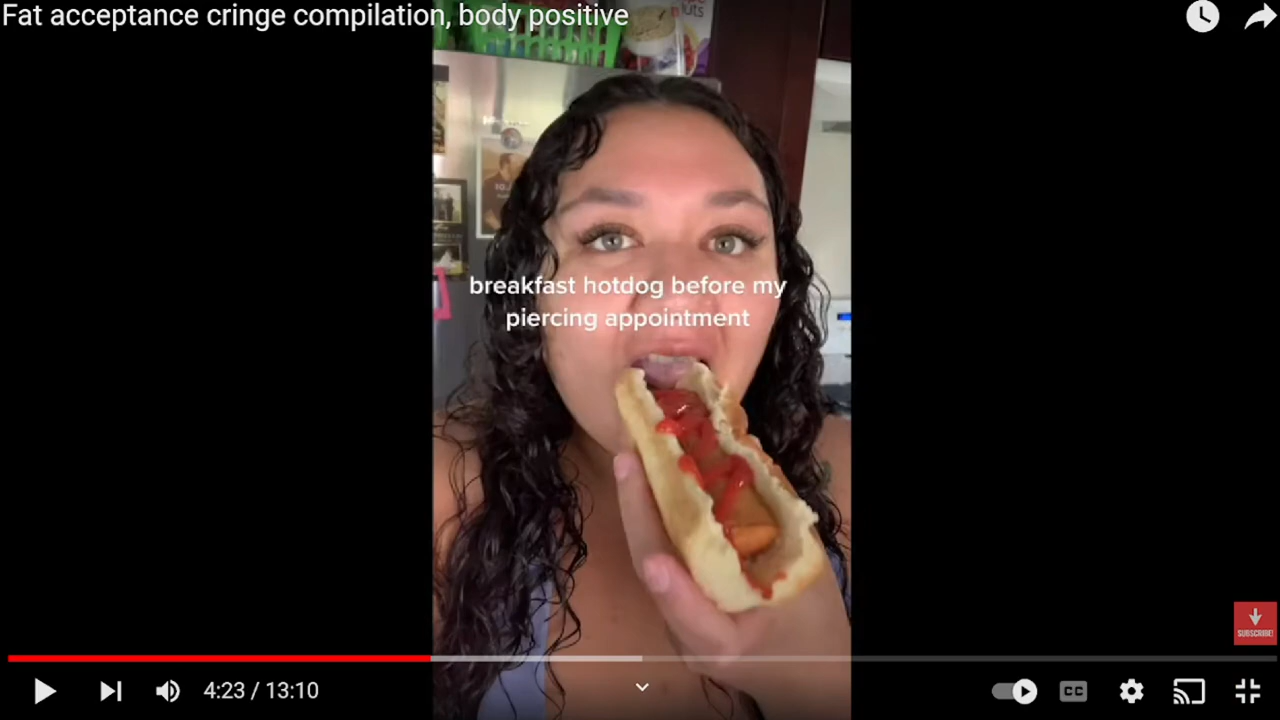 Fat acceptance cringe compilation, body positive
breakfast hotdog before my
piercing appointment
SUBSCRIBE!
4:23 / 13:10
CC